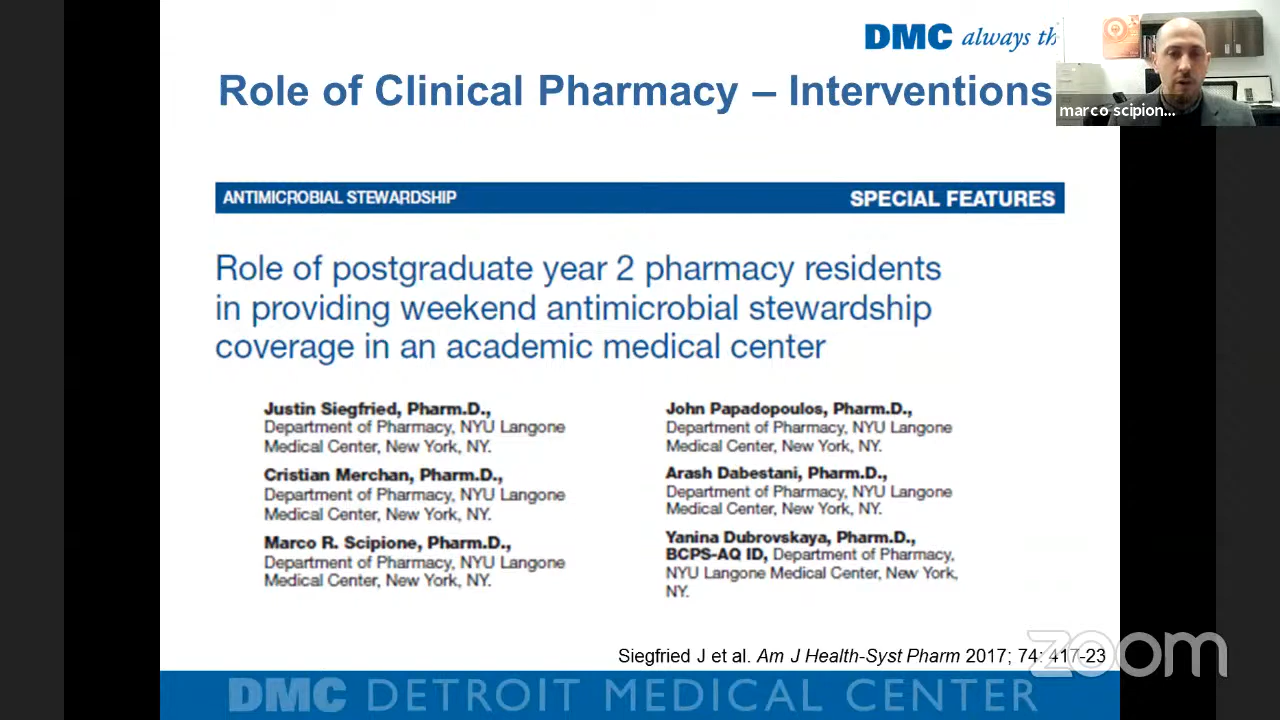 DMC always th
Role of Clinical Pharmacy – Interventions
marco scipion...
ANTIMICROBIAL STEWARDSHIP
SPECIAL FEATURES
Role of postgraduate year 2 pharmacy residents
in providing weekend antimicrobial stewardship
coverage in an academic medical center
Justin Siegfried, Pharm.D.,
Department of Pharmacy, NYU Langone
Medical Center, New York, NY.
Cristian Merchan, Pharm.D.,
Department of Pharmacy, NYU Langone
Medical Center, New York, NY.
Marco R. Scipione, Pharm.D.,
Department of Pharmacy, NYU Langone
Medical Center, New York, NY.
John Papadopoulos, Pharm.D.,
Department of Pharmacy, NYU Langone
Medical Center, New York, NY.
Arash Dabestani, Pharm.D.,
Department of Pharmacy, NYU Langone
Medical Center, New York, NY.
Yanina Dubrovskaya, Pharm.D.,
BCPS-AQ ID, Department of Pharmacy,
NYU Langone Medical Center, New York,
NY.
Siegfried J et al. Am J Health-Syst Pharm 2017; 74: 417-23
zoom
DMC DETROIT MEDICAL CENTER